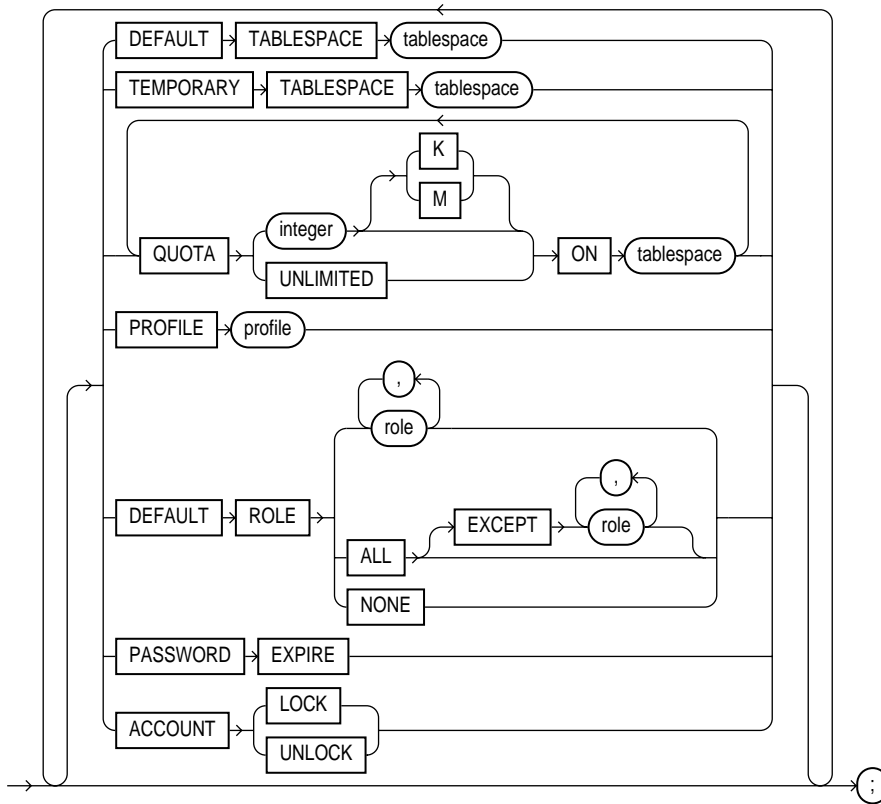 DEFAULT TABLESPACE tablespace
TEMPORARY TABLESPACE tablespace
K
M
integer
QUOTA ON tablespace
UNLIMITED
PROFILE profile
,
role
,
DEFAULT ROLE EXCEPT role
ALL
NONE
PASSWORD EXPIRE
LOCK
ACCOUNT
UNLOCK
;